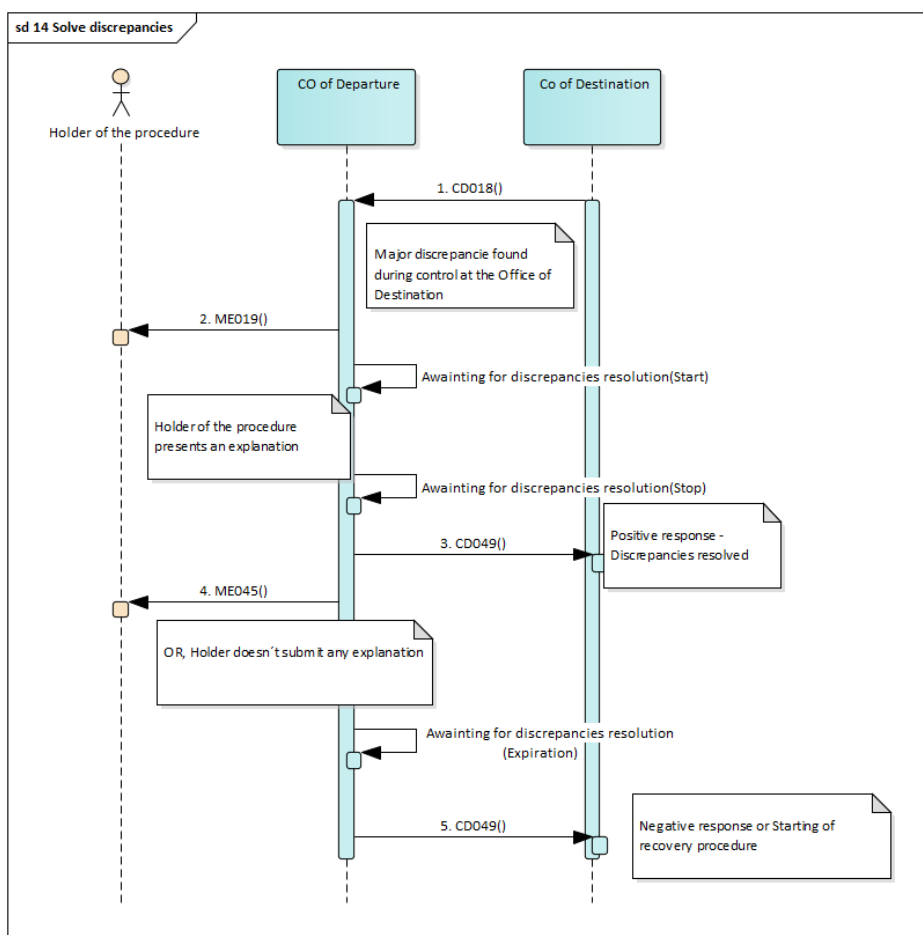 sd 14 Solve discrepancies
CO of Departure
Co of Destination
Holder of the procedure
1. CD018()
Major discrepancie found
during control at the Office of
Destination
2. ME019()
Awainting for discrepancies resolution(Start)
Holder of the procedure
presents an explanation
Awainting for discrepancies resolution(Stop)
Positive response -
Discrepancies resolved
3. CD049()
4. ME045()
OR, Holder doesn´t submit any explanation
Awainting for discrepancies resolution
(Expiration)
5. CD049()
Negative response or Starting of
recovery procedure